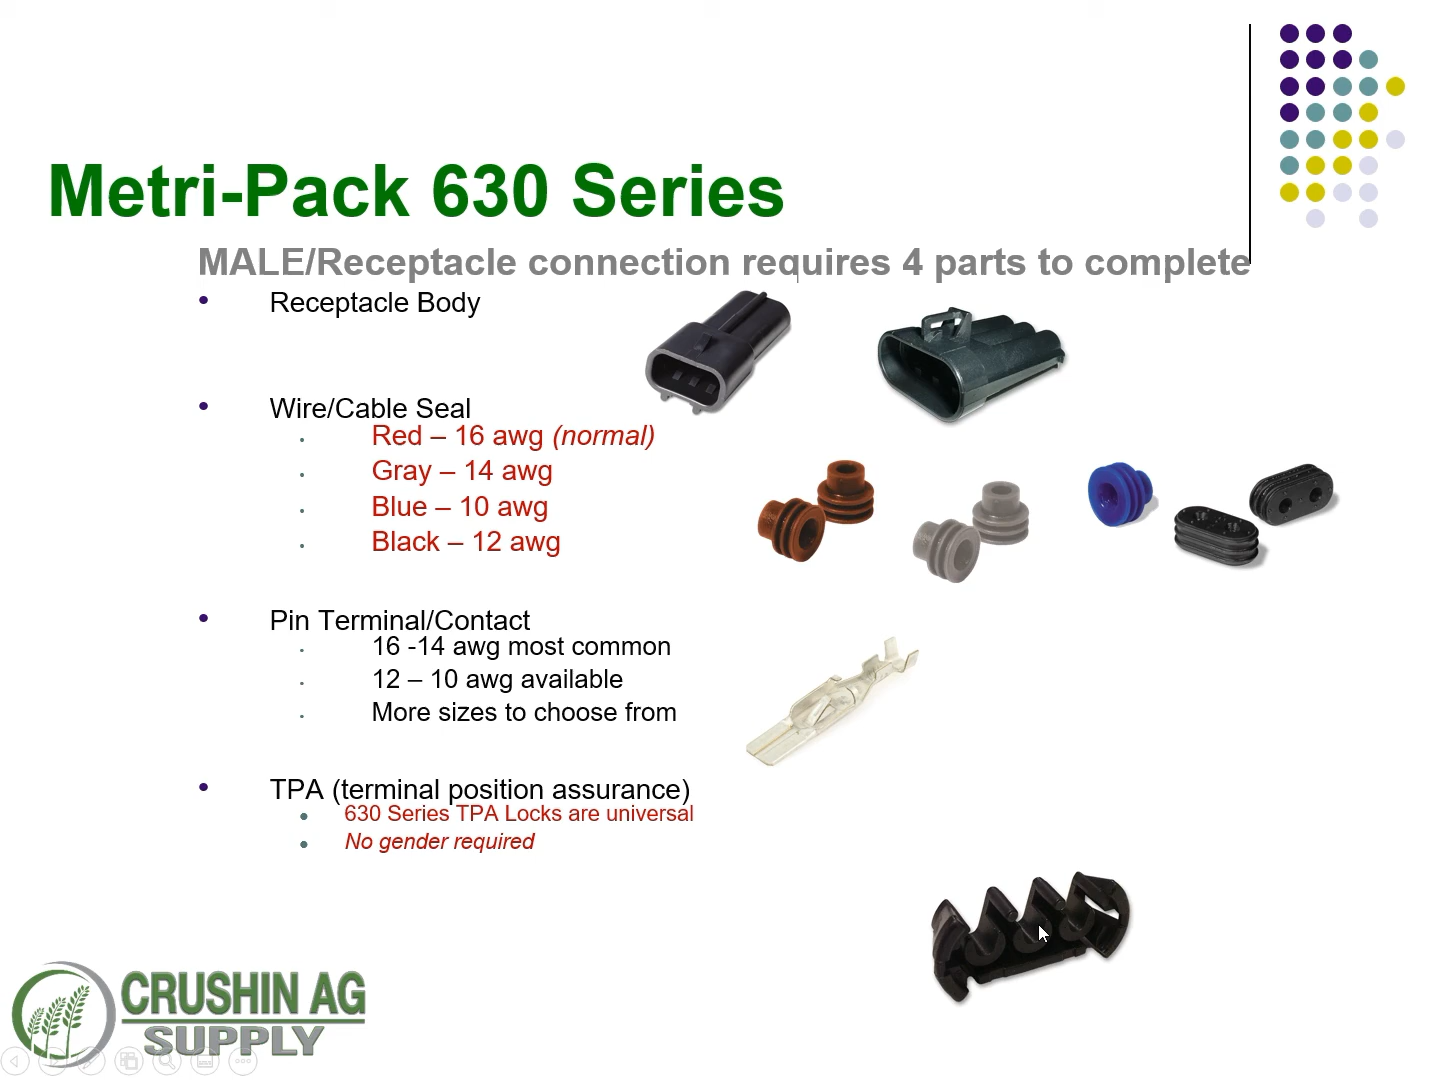 Metri-Pack 630 Series
MALE/Receptacle connection requires 4 parts to complete
• Receptacle Body
• Wire/Cable Seal
• Red – 16 awg (normal)
• Gray – 14 awg
• Blue – 10 awg
• Black – 12 awg
• Pin Terminal/Contact
• 16 -14 awg most common
• 12 – 10 awg available
• More sizes to choose from
• TPA (terminal position assurance)
• 630 Series TPA Locks are universal
• No gender required
CRUSHIN AG
SUPPLY